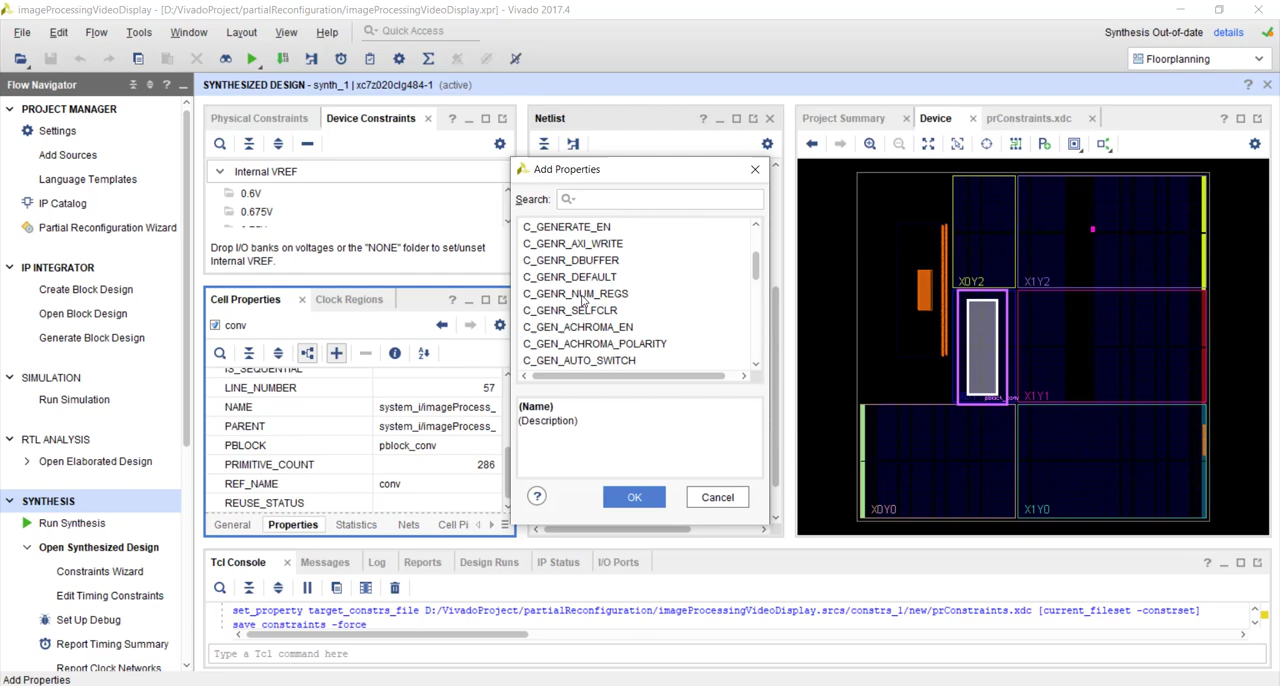 imageProcessingVideoDisplay - [D:/VivadoProject/partialReconfiguration/imageProcessingVideoDisplay.xpr] - Vivado 2017.4
File Edit Flow Tools Window Layout View Help Quick Access
Synthesis Out-of-date details
Floorplanning
Flow Navigator
SYNTHESIZED DESIGN - synth_1 | xc7z020clg484-1 (active)
PROJECT MANAGER
Settings
Add Sources
Language Templates
IP Catalog
Partial Reconfiguration Wizard
IP INTEGRATOR
Create Block Design
Open Block Design
Generate Block Design
SIMULATION
Run Simulation
RTL ANALYSIS
Open Elaborated Design
SYNTHESIS
Run Synthesis
Open Synthesized Design
Constraints Wizard
Edit Timing Constraints
Set Up Debug
Report Timing Summary
Report Clock Networks
Physical Constraints Device Constraints
Internal VREF
0.6V
0.675V
Drop I/O banks on voltages or the "NONE" folder to set/unset
Internal VREF.
Cell Properties Clock Regions
conv
IS_SEQUENTIAL
LINE_NUMBER 57
NAME system_i/imageProcess_
PARENT system_i/imageProcess_
PBLOCK pblock_conv
PRIMITIVE_COUNT 286
REF_NAME conv
REUSE_STATUS
General Properties Statistics Nets Cell Pi
Netlist
Add Properties
Search:
C_GENERATE_EN
C_GENR_AXI_WRITE
C_GENR_DBUFFER
C_GENR_DEFAULT
C_GENR_NUM_REGS
C_GENR_SELFCLR
C_GEN_ACHROMA_EN
C_GEN_ACHROMA_POLARITY
C_GEN_AUTO_SWITCH
(Name)
(Description)
OK Cancel
Project Summary Device prConstraints.xdc
X0Y2 X1Y2
pblock_conv X1Y1
X0Y0 X1Y0
Tcl Console Messages Log Reports Design Runs IP Status I/O Ports
set_property target_constrs_file D:/VivadoProject/partialReconfiguration/imageProcessingVideoDisplay.srcs/constrs_1/new/prConstraints.xdc [current_fileset -constrset]
save constraints -force
Type a Tcl command here
Add Properties